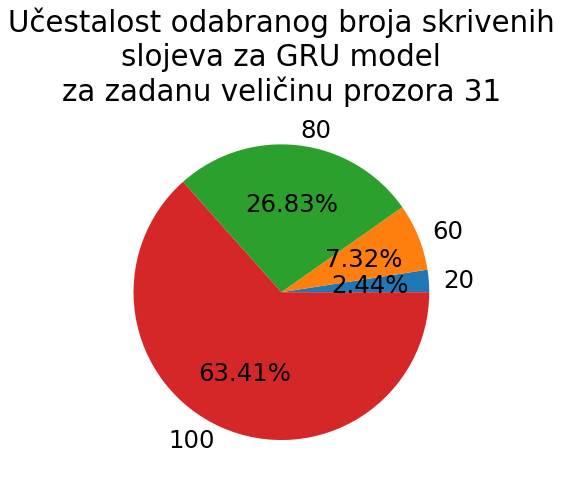 Učestalost odabranog broja skrivenih
slojeva za GRU model
za zadanu veličinu prozora 31
80
26.83%
60
7.32%
20
2.44%
63.41%
100